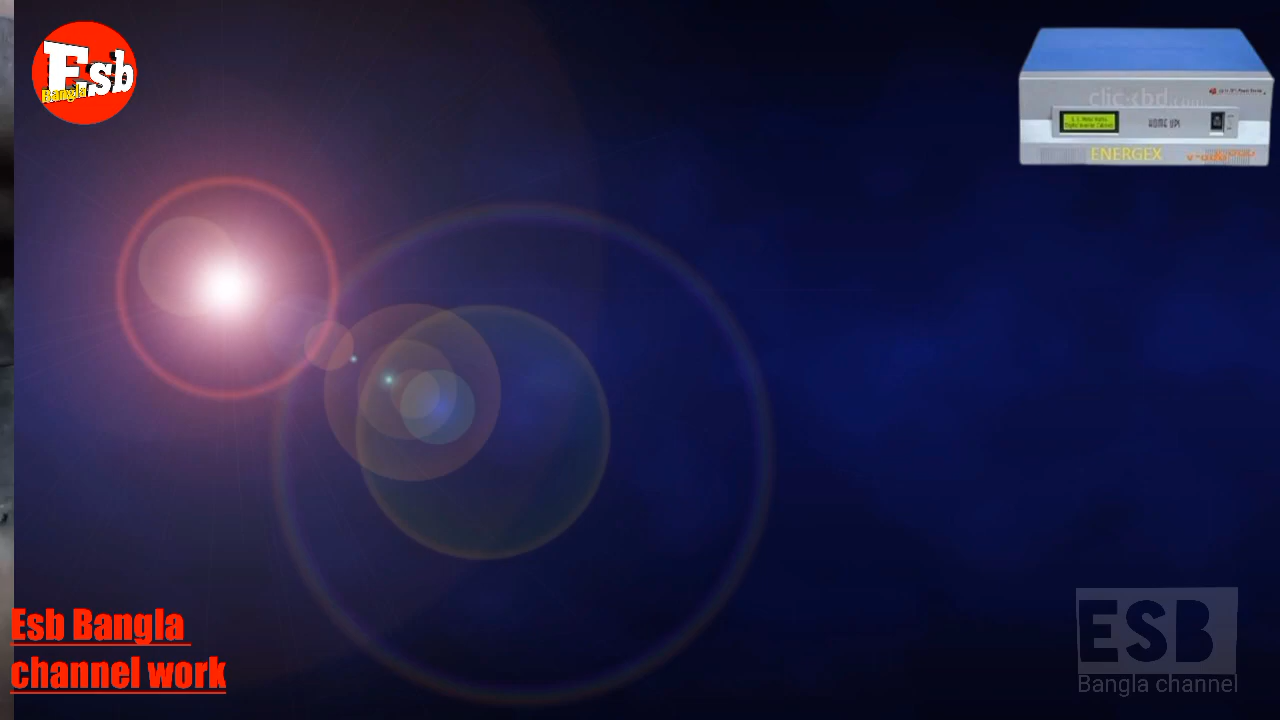 Esb
Bangla
clickbd.com
HOME UPS
ENERGEX
Esb Bangla
channel work
ESB
Bangla channel